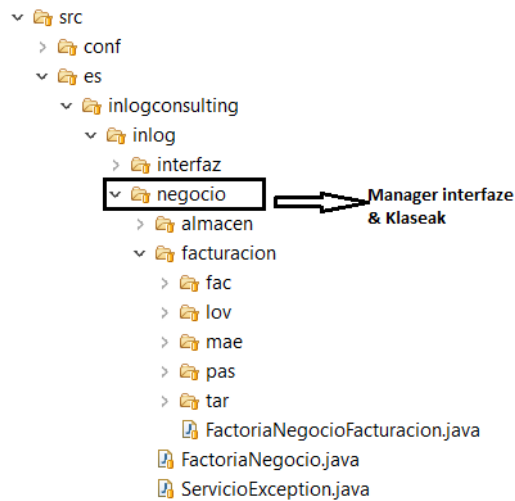 src
conf
es
inlogconsulting
inlog
interfaz
negocio
Manager interfaze
& Klaseak
almacen
facturacion
fac
lov
mae
pas
tar
FactoriaNegocioFacturacion.java
FactoriaNegocio.java
ServicioException.java